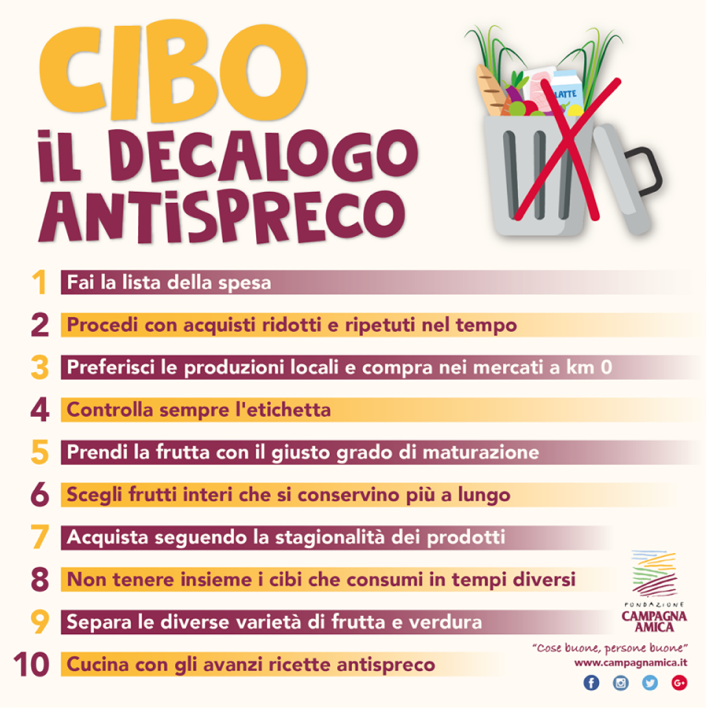 CIBO
iL DECALOGO
ANTiSPRECO
LATTE
1 Fai la lista della spesa
2 Procedi con acquisti ridotti e ripetuti nel tempo
3 Preferisci le produzioni locali e compra nei mercati a km 0
4 Controlla sempre l'etichetta
5 Prendi la frutta con il giusto grado di maturazione
6 Scegli frutti interi che si conservino più a lungo
7 Acquista seguendo la stagionalità dei prodotti
8 Non tenere insieme i cibi che consumi in tempi diversi
9 Separa le diverse varietà di frutta e verdura
10 Cucina con gli avanzi ricette antispreco
FONDAZIONE
CAMPAGNA
AMICA
"Cose buone, persone buone"
www.campagnamica.it
f
G+